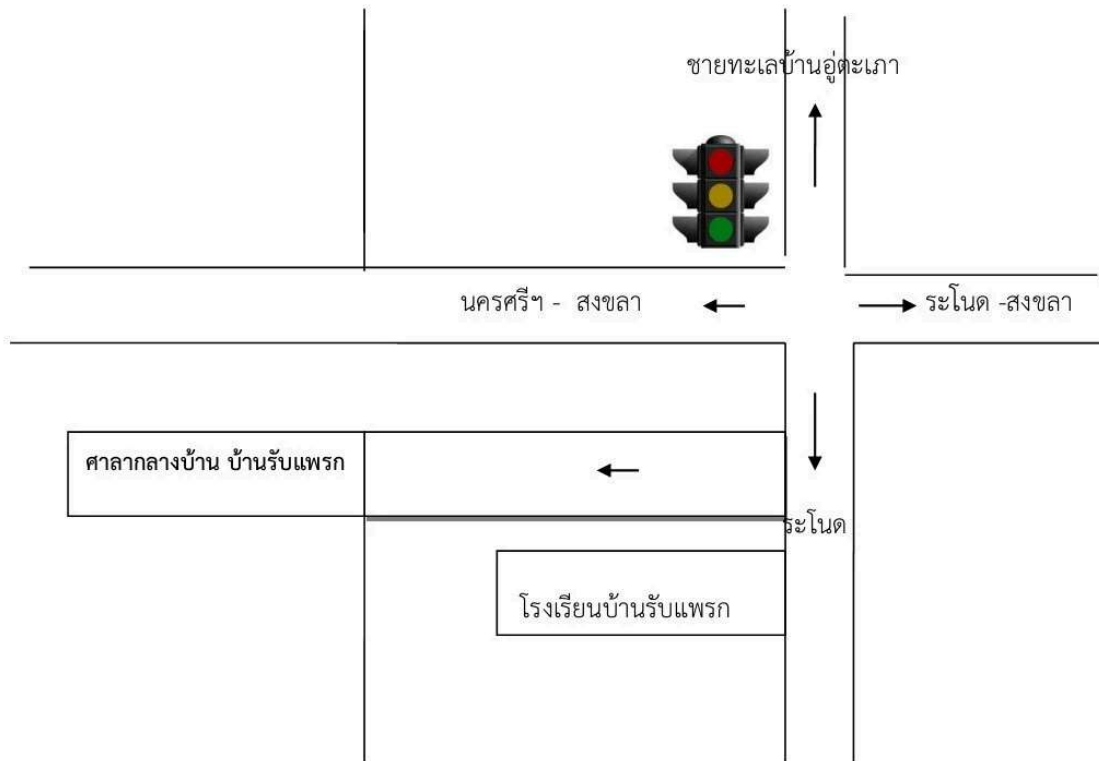 ชายทะเลบ้านอู่ตะเภา
นครศรีฯ - สงขลา
ระโนด -สงขลา
ศาลากลางบ้าน บ้านรับแพรก
ระโนด
โรงเรียนบ้านรับแพรก